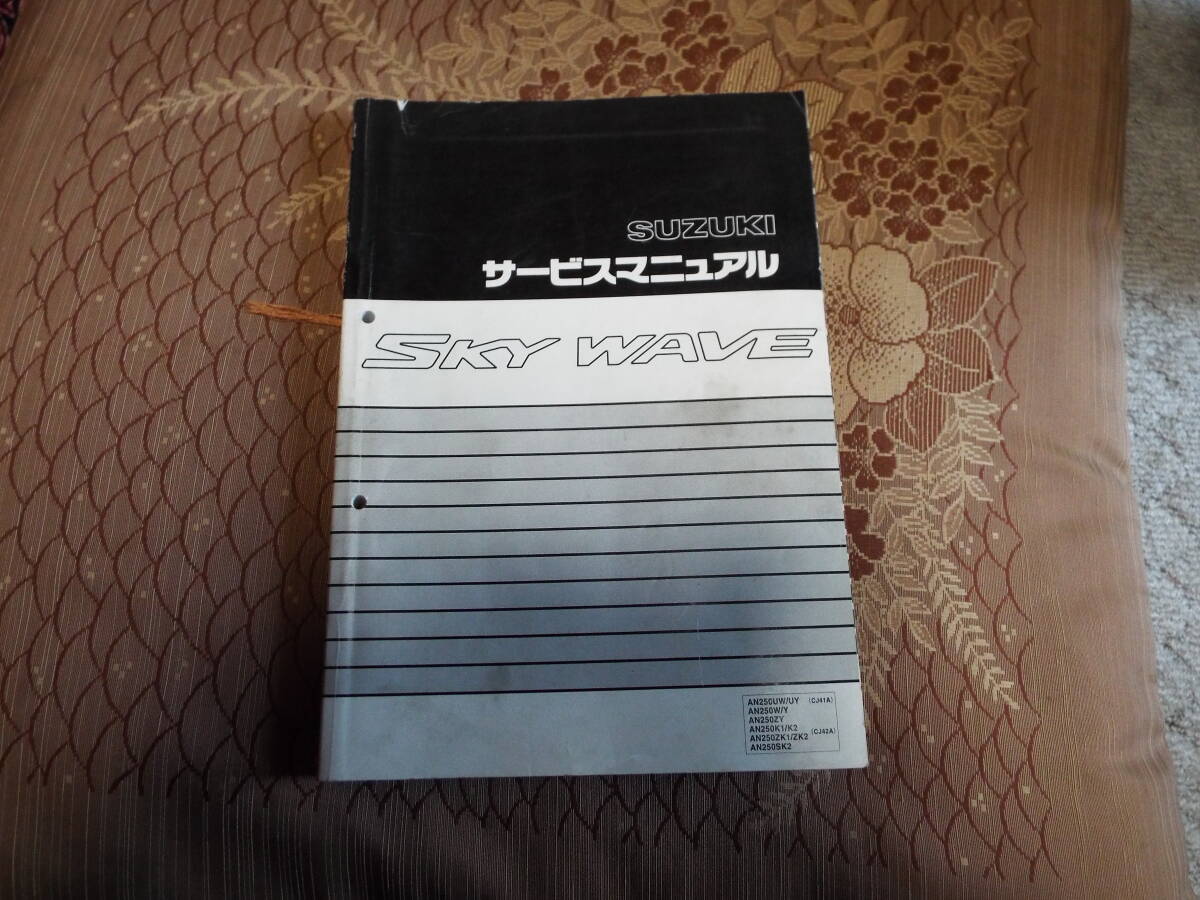 SUZUKI
サービスマニュアル
SKY WAVE
AN250UW/UY (CJ41A)
AN250W/Y
AN250ZY
AN250K1/K2
AN250ZK1/ZK2 (CJ42A)
AN250SK2